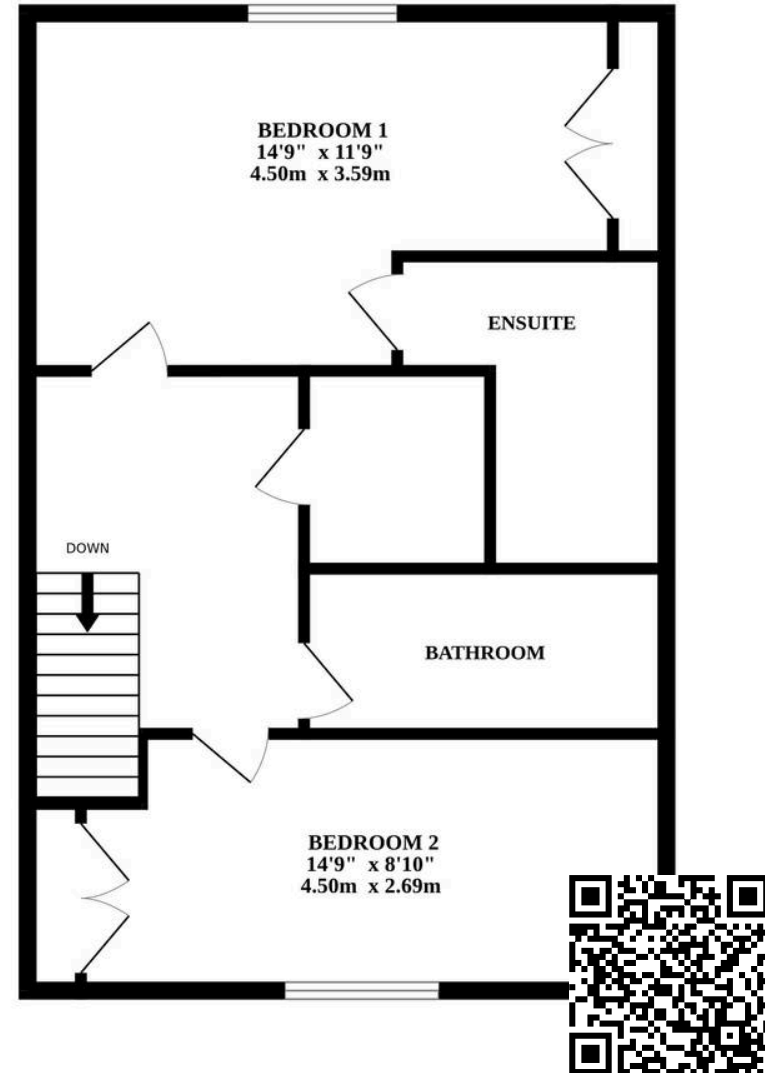 BEDROOM 1
14'9" x 11'9"
4.50m x 3.59m
ENSUITE
DOWN
BATHROOM
BEDROOM 2
14'9" x 8'10"
4.50m x 2.69m